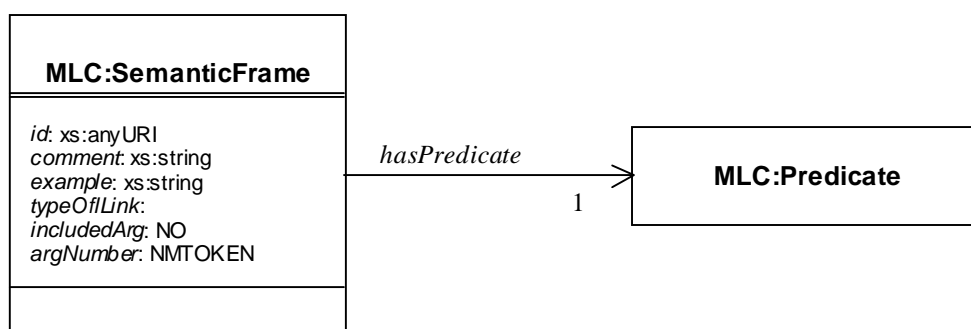 MLC:SemanticFrame
id: xs:anyURI
comment: xs:string
example: xs:string
typeOfILink:
includedArg: NO
argNumber: NMTOKEN
hasPredicate
1
MLC:Predicate